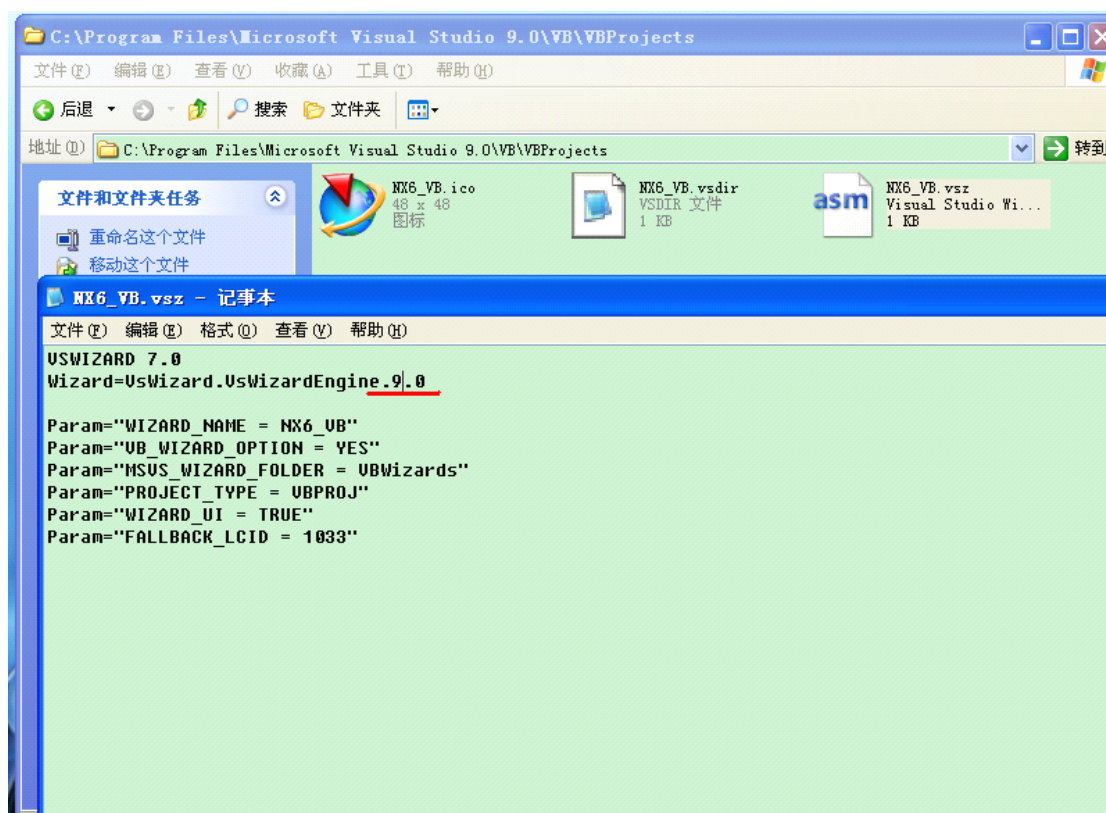 C:\Program Files\Microsoft Visual Studio 9.0\VB\VBProjects
文件(F) 编辑(E) 查看(V) 收藏(A) 工具(T) 帮助(H)
后退 搜索 文件夹
地址(D) C:\Program Files\Microsoft Visual Studio 9.0\VB\VBProjects 转到
文件和文件夹任务
重命名这个文件
移动这个文件
NX6_VB.ico
48 x 48
图标
NX6_VB.vsdir
VSDIR 文件
1 KB
asm
NX6_VB.vsz
Visual Studio Wi...
1 KB
NX6_VB.vsz - 记事本
文件(F) 编辑(E) 格式(O) 查看(V) 帮助(H)
VSWIZARD 7.0
Wizard=VsWizard.VsWizardEngine.9.0
Param="WIZARD_NAME = NX6_VB"
Param="VB_WIZARD_OPTION = YES"
Param="MSVS_WIZARD_FOLDER = VBWizards"
Param="PROJECT_TYPE = VBPROJ"
Param="WIZARD_UI = TRUE"
Param="FALLBACK_LCID = 1033"